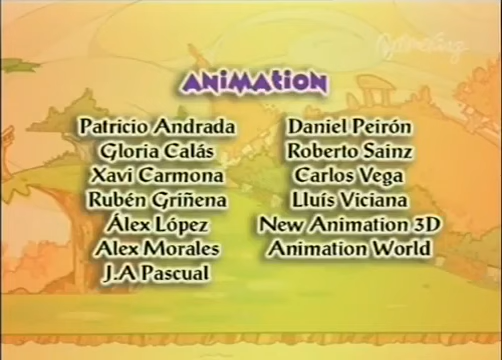 Boomerang
ANiMAtiON
Patricio Andrada
Gloria Calás
Xavi Carmona
Rubén Griñena
Álex López
Alex Morales
J.A Pascual
Daniel Peirón
Roberto Sainz
Carlos Vega
Lluís Viciana
New Animation 3D
Animation World